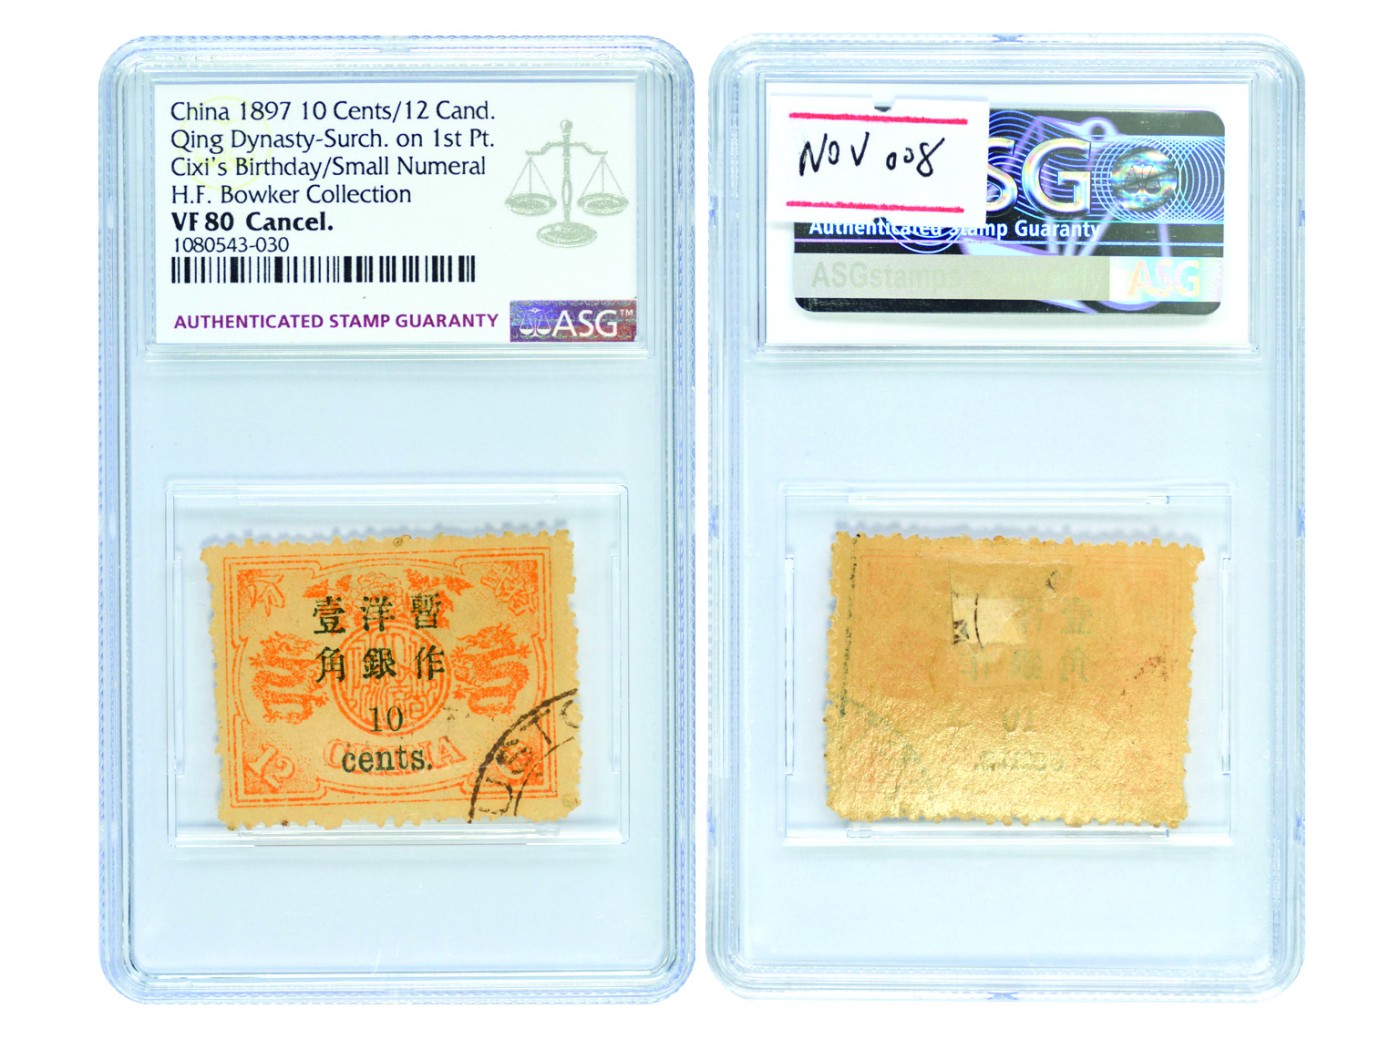 China 1897 10 Cents/12 Cand.
Qing Dynasty-Surch. on 1st Pt.
Cixi's Birthday/Small Numeral
H.F. Bowker Collection
VF 80 Cancel.
1080543-030
AUTHENTICATED STAMP GUARANTY
ASG™
暫作
洋銀
壹角
10
cents.
CHINA
12
NOV 008
SG
Authenticated Stamp Guaranty
ASGstamps
ASG